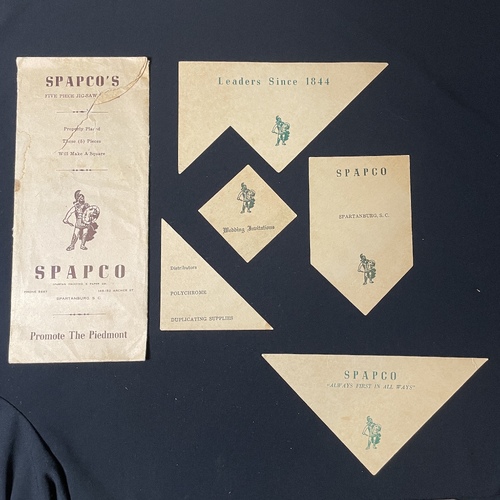 SPAPCO'S
FIVE PIECE JIG-SAW
Properly Placed
These (5) Pieces
Will Make A Square
SPAPCO
SPARTANBURG, S. C.
Promote The Piedmont
Leaders Since 1844
Wedding Invitations
SPAPCO
SPARTANBURG, S. C.
Distributors
POLYCHROME
DUPLICATING SUPPLIES
SPAPCO
"ALWAYS FIRST IN ALL WAYS"